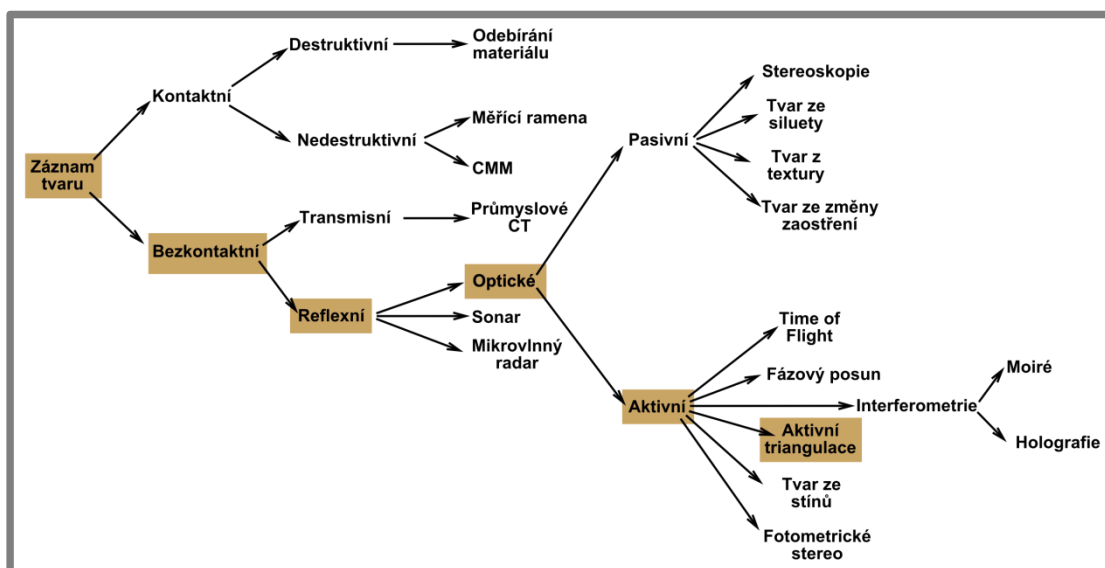 Záznam
tvaru
Kontaktní
Destruktivní
Odebírání
materiálu
Nedestruktivní
Měřící ramena
CMM
Bezkontaktní
Transmisní
Průmyslové
CT
Reflexní
Optické
Sonar
Mikrovlnný
radar
Pasivní
Stereoskopie
Tvar ze
siluety
Tvar z
textury
Tvar ze změny
zaostření
Aktivní
Time of
Flight
Fázový posun
Interferometrie
Moiré
Holografie
Aktivní
triangulace
Tvar ze
stínů
Fotometrické
stereo